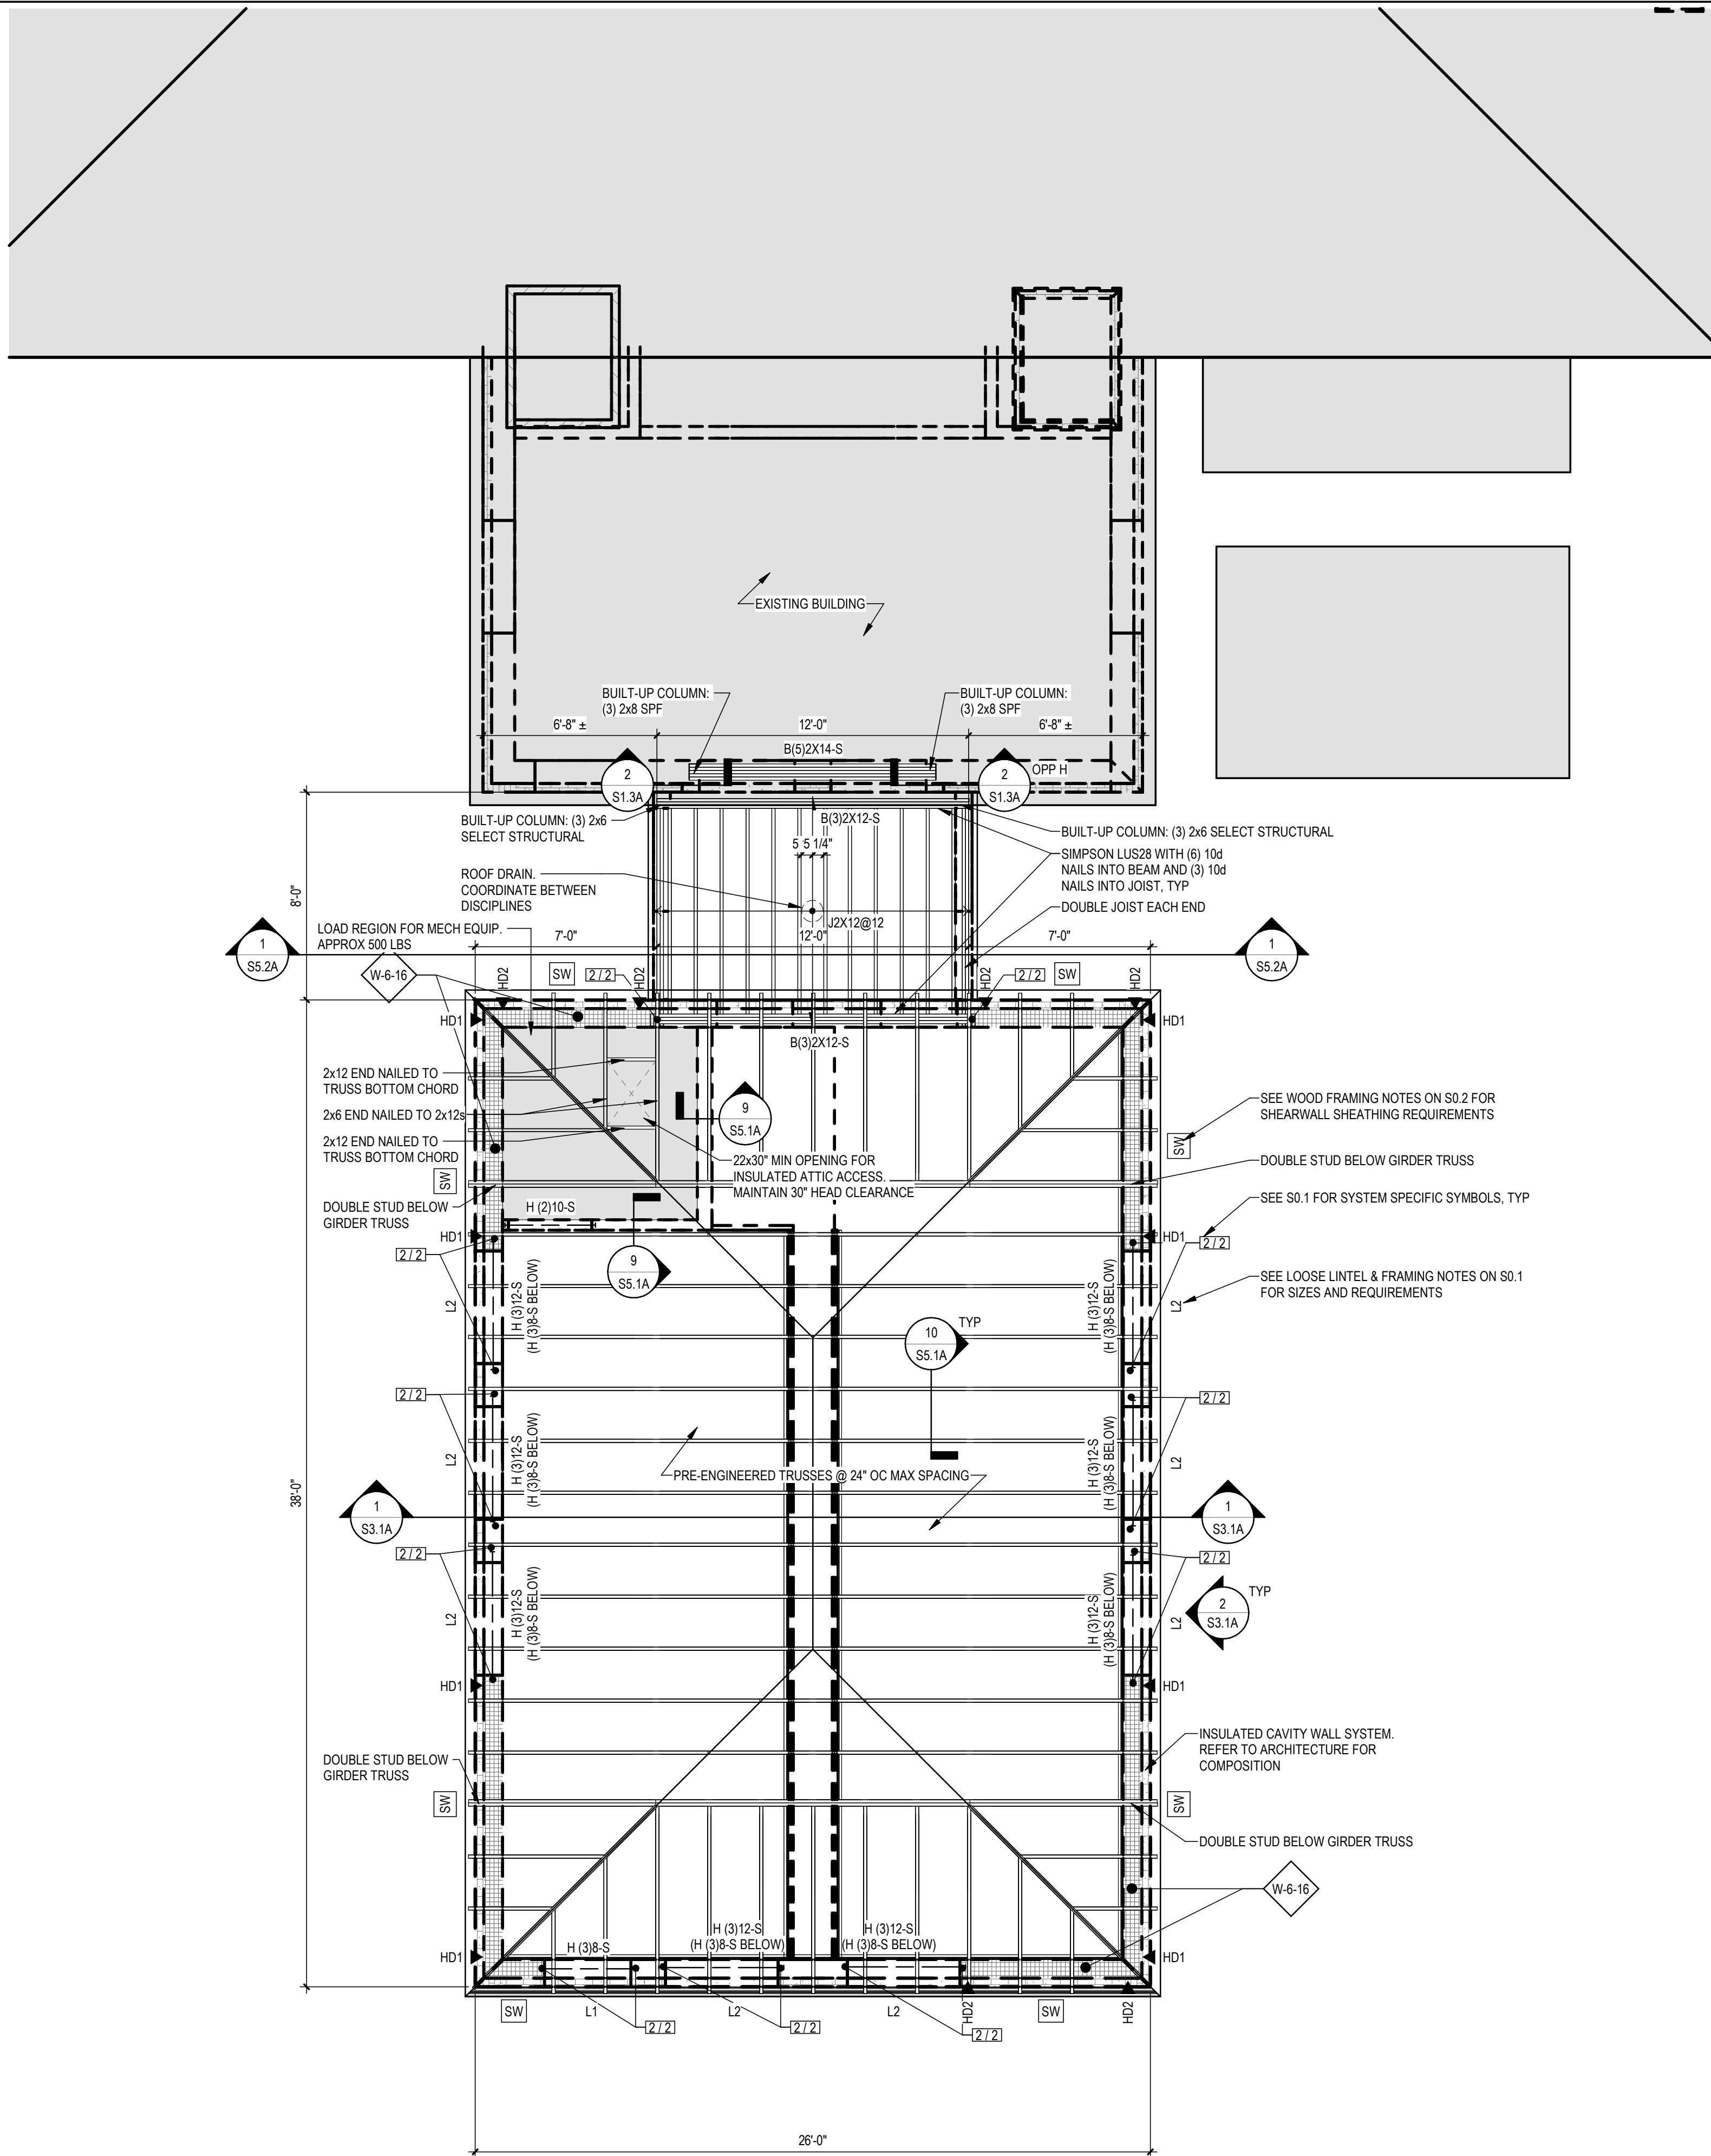 EXISTING BUILDING
BUILT-UP COLUMN:
(3) 2x8 SPF
BUILT-UP COLUMN:
(3) 2x8 SPF
6'-8" ±
12'-0"
6'-8" ±
B(5)2X14-S
2
S1.3A
2
S1.3A
OPP H
BUILT-UP COLUMN: (3) 2x6
SELECT STRUCTURAL
B(3)2X12-S
BUILT-UP COLUMN: (3) 2x6 SELECT STRUCTURAL
5 5 1/4"
SIMPSON LUS28 WITH (6) 10d
NAILS INTO BEAM AND (3) 10d
NAILS INTO JOIST, TYP
ROOF DRAIN.
COORDINATE BETWEEN
DISCIPLINES
8'-0"
DOUBLE JOIST EACH END
J2X12@12
LOAD REGION FOR MECH EQUIP.
APPROX 500 LBS
7'-0"
12'-0"
7'-0"
1
S5.2A
1
S5.2A
W-6-16
HD2
SW
2 / 2
HD2
HD2
2 / 2
SW
HD2
HD1
HD1
B(3)2X12-S
2x12 END NAILED TO
TRUSS BOTTOM CHORD
2x6 END NAILED TO 2x12s
2x12 END NAILED TO
TRUSS BOTTOM CHORD
9
S5.1A
SEE WOOD FRAMING NOTES ON S0.2 FOR
SHEARWALL SHEATHING REQUIREMENTS
SW
SW
22x30" MIN OPENING FOR
INSULATED ATTIC ACCESS.
MAINTAIN 30" HEAD CLEARANCE
DOUBLE STUD BELOW GIRDER TRUSS
DOUBLE STUD BELOW
GIRDER TRUSS
H (2)10-S
SEE S0.1 FOR SYSTEM SPECIFIC SYMBOLS, TYP
HD1
HD1
2 / 2
2 / 2
9
S5.1A
SEE LOOSE LINTEL & FRAMING NOTES ON S0.1
FOR SIZES AND REQUIREMENTS
L2
H (3)12-S
(H (3)8-S BELOW)
H (3)12-S
(H (3)8-S BELOW)
L2
10
S5.1A
TYP
2 / 2
2 / 2
L2
H (3)12-S
(H (3)8-S BELOW)
H (3)12-S
(H (3)8-S BELOW)
L2
PRE-ENGINEERED TRUSSES @ 24" OC MAX SPACING
38'-0"
1
S3.1A
1
S3.1A
2 / 2
2 / 2
L2
H (3)12-S
(H (3)8-S BELOW)
H (3)12-S
(H (3)8-S BELOW)
L2
2
S3.1A
TYP
HD1
HD1
INSULATED CAVITY WALL SYSTEM.
REFER TO ARCHITECTURE FOR
COMPOSITION
DOUBLE STUD BELOW
GIRDER TRUSS
SW
SW
DOUBLE STUD BELOW GIRDER TRUSS
W-6-16
H (3)8-S
H (3)12-S
(H (3)8-S BELOW)
H (3)12-S
(H (3)8-S BELOW)
HD1
HD1
SW
L1
2 / 2
L2
2 / 2
L2
HD2
2 / 2
SW
HD2
26'-0"